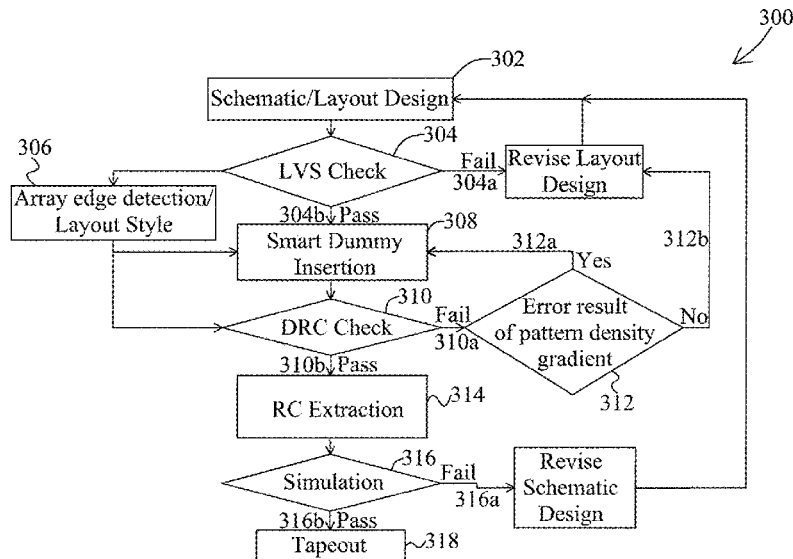 300
302
Schematic/Layout Design
304
306
LVS Check
Fail
304a
Revise Layout
Design
Array edge detection/
Layout Style
304b Pass
308
Smart Dummy
Insertion
312a
Yes
312b
310
DRC Check
Fail
310a
Error result
of pattern density
gradient
No
312
310b Pass
RC Extraction
314
316
Simulation
Fail
316a
Revise
Schematic
Design
316b Pass
Tapeout
318